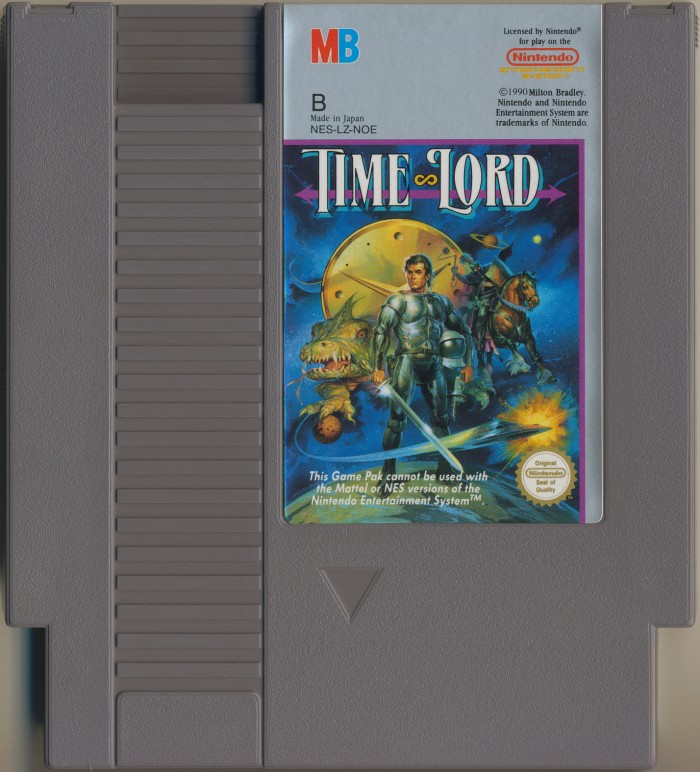 MB
Licensed by Nintendo®
for play on the
Nintendo
ENTERTAINMENT
SYSTEM®
B
Made in Japan
NES-LZ-NOE
©1990 Milton Bradley.
Nintendo and Nintendo
Entertainment System are
trademarks of Nintendo.
TIME ∞ LORD
This Game Pak cannot be used with
the Mattel or NES versions of the
Nintendo Entertainment System™.
Original
Nintendo
Seal of
Quality